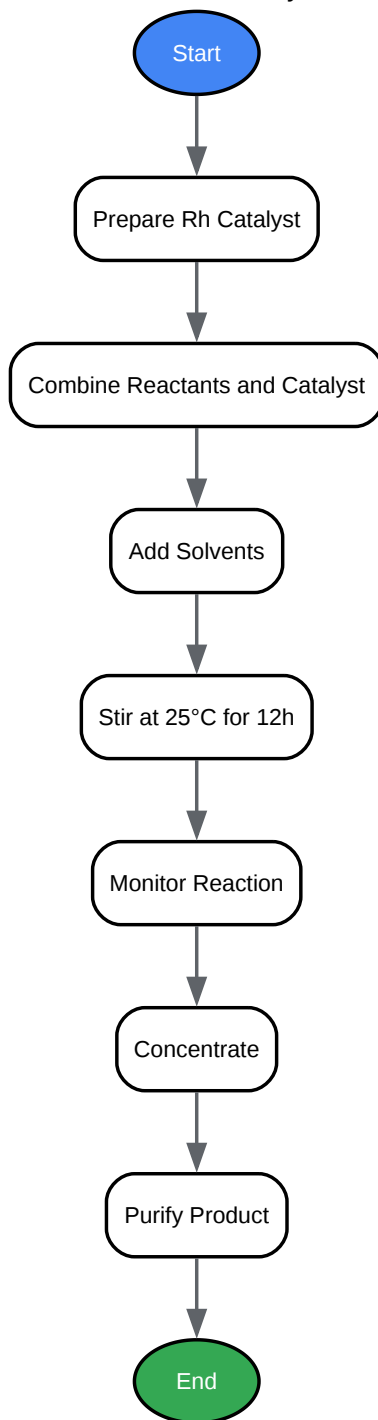 Start
Prepare Rh Catalyst
Combine Reactants and Catalyst
Add Solvents
Stir at 25°C for 12h
Monitor Reaction
Concentrate
Purify Product
End